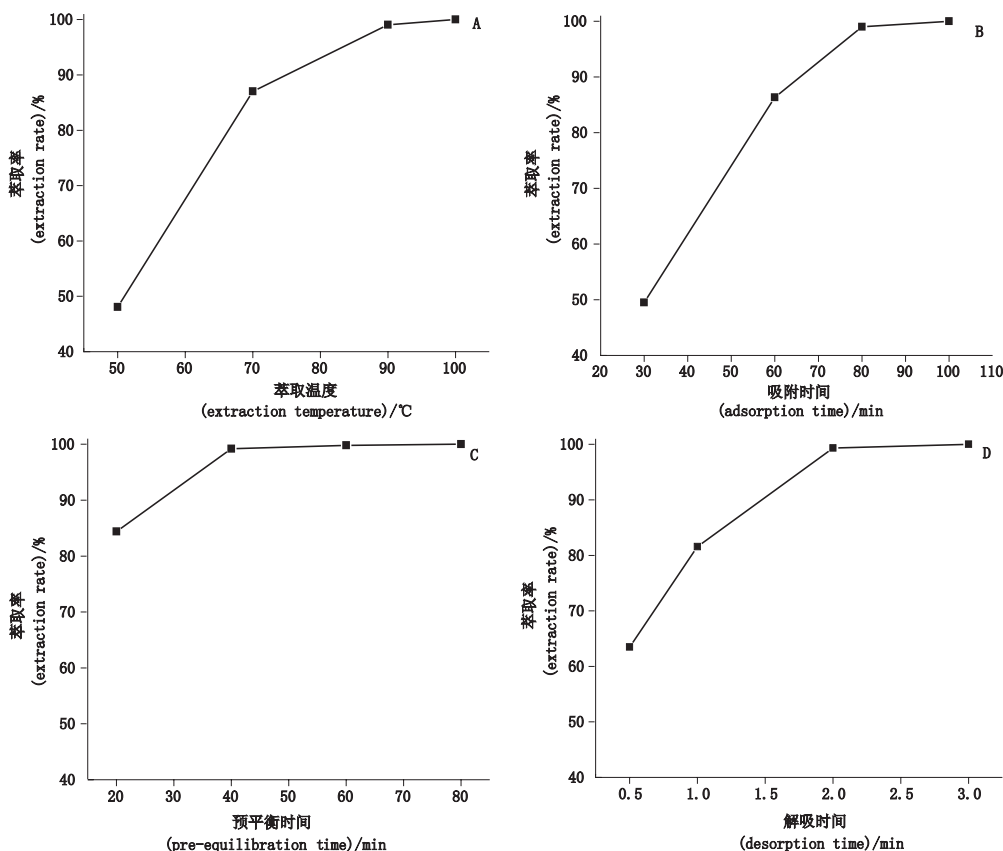 A
100
90
80
70
60
50
40
萃取率
(extraction rate)/%
50 60 70 80 90 100
萃取温度
(extraction temperature)/℃
B
100
90
80
70
60
50
40
萃取率
(extraction rate)/%
20 30 40 50 60 70 80 90 100 110
吸附时间
(adsorption time)/min
C
100
90
80
70
60
50
40
萃取率
(extraction rate)/%
20 30 40 50 60 70 80
预平衡时间
(pre-equilibration time)/min
D
100
90
80
70
60
50
40
萃取率
(extraction rate)/%
0.5 1.0 1.5 2.0 2.5 3.0
解吸时间
(desorption time)/min